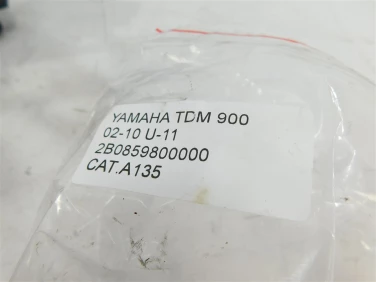 YAMAHA TDM 900
02-10 U-11
2B0859800000
CAT.A135